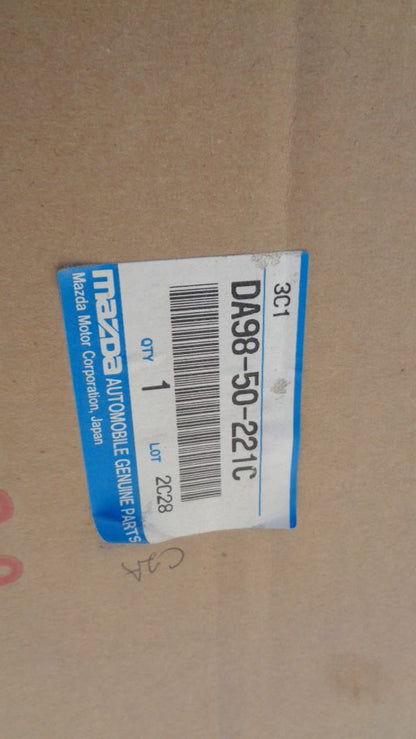 3C1
DA98-50-221C
QTY 1 LOT 2C28
mazda AUTOMOBILE GENUINE PARTS
Mazda Motor Corporation, Japan